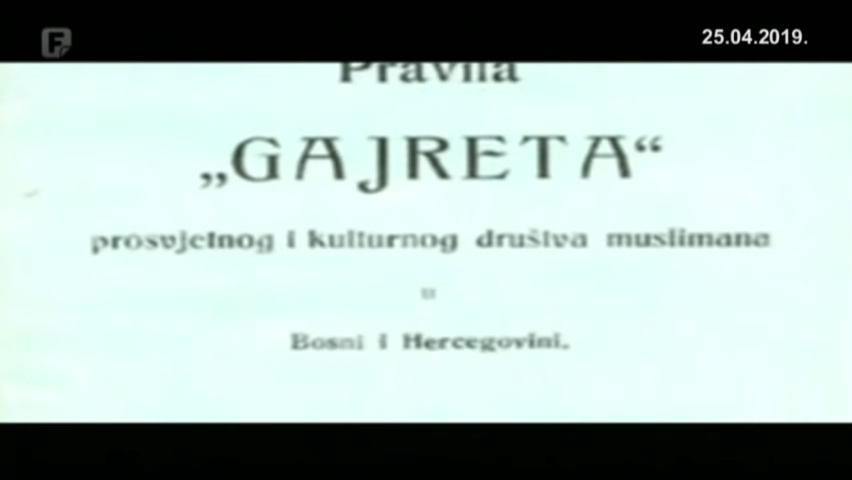 F
25.04.2019.
Pravila
„GAJRETA“
prosvjetnog i kulturnog društva muslimana
u
Bosni i Hercegovini.